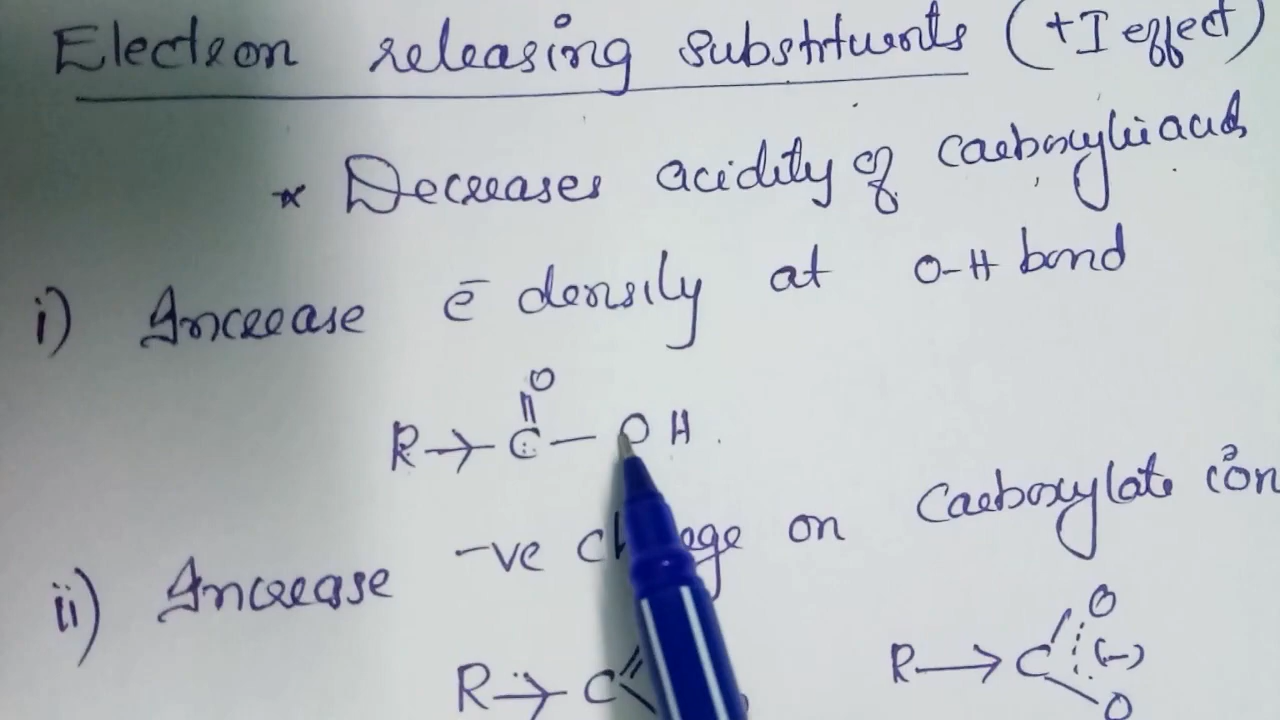 Electron releasing substituents (+I effect)
* Decreases acidity of carboxylic acids
i) Increase ē density at O-H bond
O
R → C — O H
ii) Increase -ve charge on Carboxylate ion
R → C
R → C O (-) O